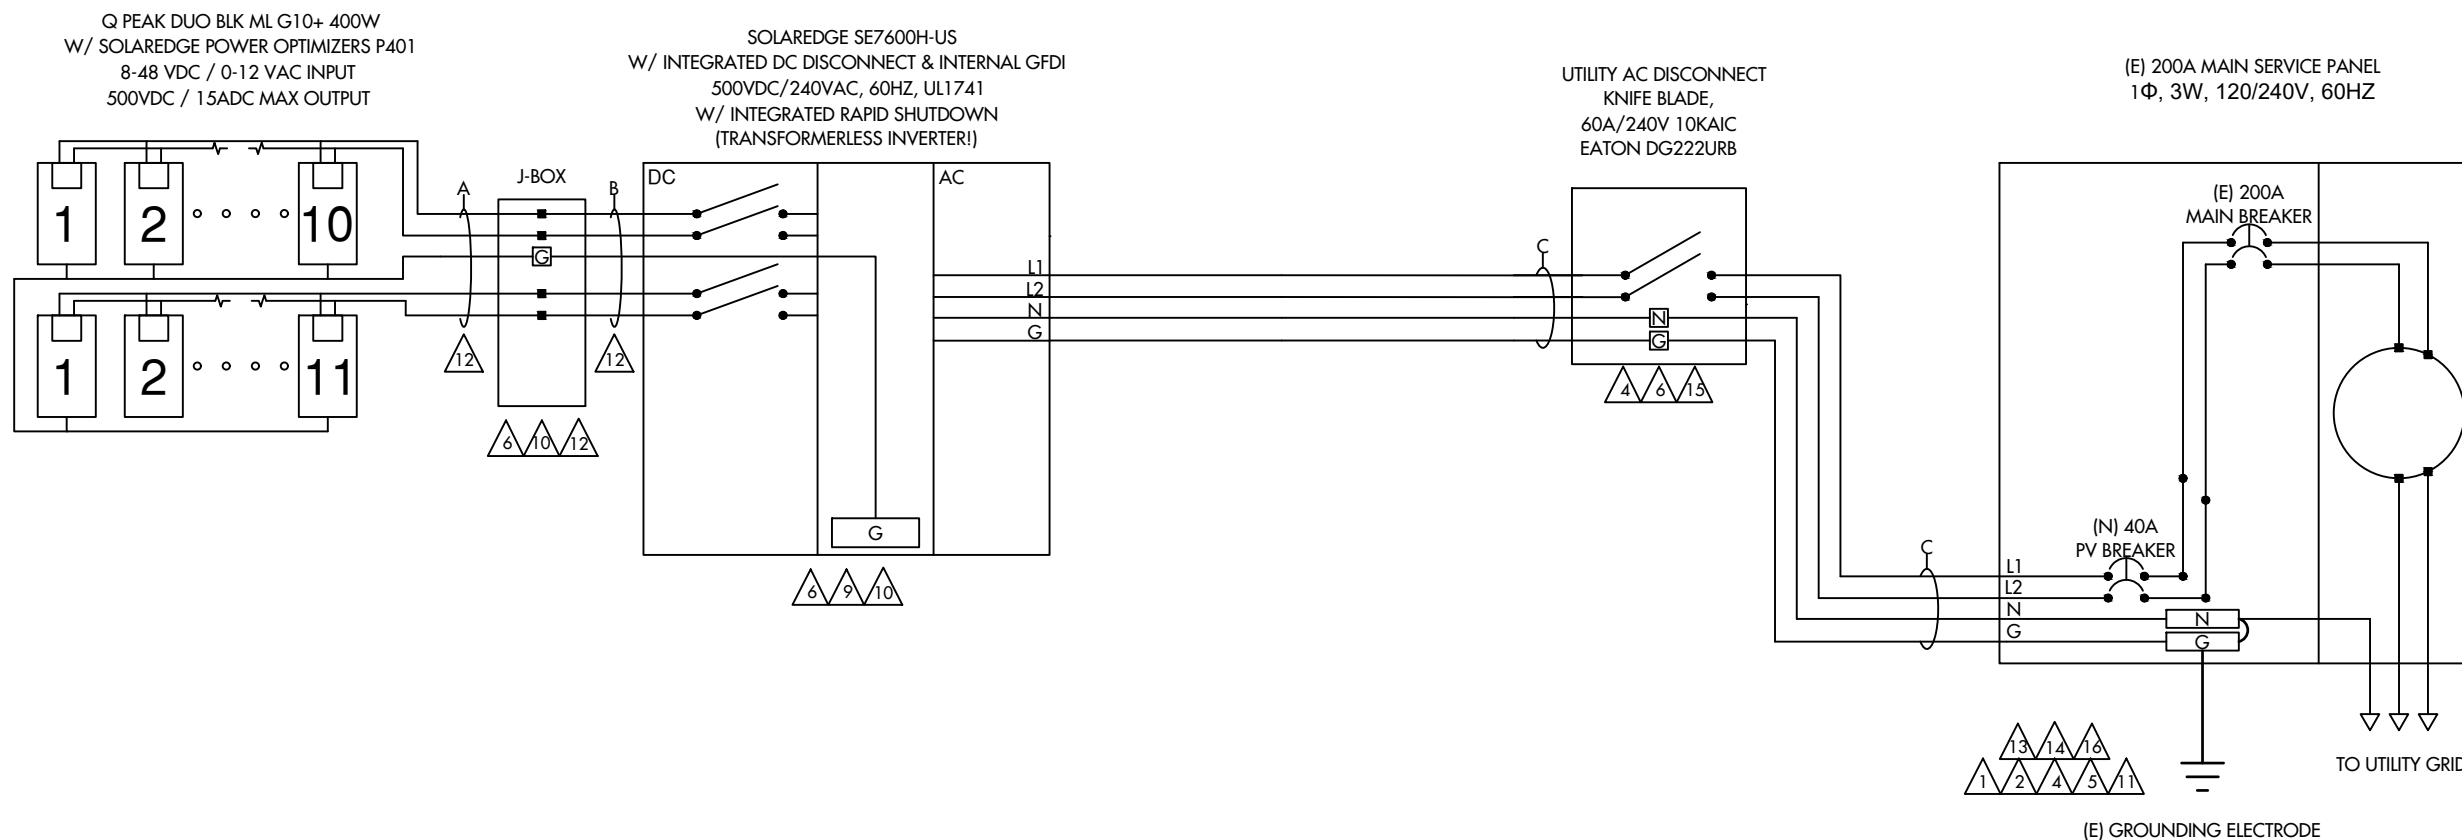 Q PEAK DUO BLK ML G10+ 400W
W/ SOLAREDGE POWER OPTIMIZERS P401
8-48 VDC / 0-12 VAC INPUT
500VDC / 15ADC MAX OUTPUT
SOLAREDGE SE7600H-US
W/ INTEGRATED DC DISCONNECT & INTERNAL GFDI
500VDC/240VAC, 60HZ, UL1741
W/ INTEGRATED RAPID SHUTDOWN
(TRANSFORMERLESS INVERTER!)
UTILITY AC DISCONNECT
KNIFE BLADE,
60A/240V 10KAIC
EATON DG222URB
(E) 200A MAIN SERVICE PANEL
1Φ, 3W, 120/240V, 60HZ
1 2 10
1 2 11
A
J-BOX
B
G
12
12
6 10 12
DC
AC
L1
L2
N
G
G
6 9 10
C
N
G
4 6 15
(E) 200A
MAIN BREAKER
(N) 40A
PV BREAKER
C
L1
L2
N
G
N
G
13 14 16
1 2 4 5 11
TO UTILITY GRID
(E) GROUNDING ELECTRODE